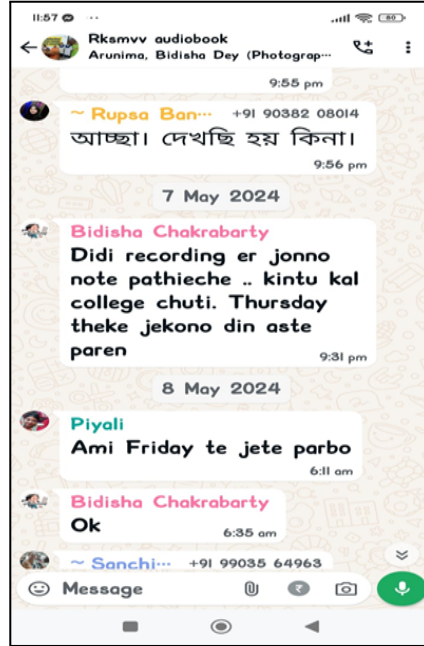 11:57
80
Rksmvv audiobook
Arunima, Bidisha Dey (Photograp...
9:55 pm
~ Rupsa Ban... +91 90382 08014
আচ্ছা। দেখছি হয় কিনা।
9:56 pm
7 May 2024
Bidisha Chakrabarty
Didi recording er jonno
note pathieche .. kintu kal
college chuti. Thursday
theke jekono din aste
paren
9:31 pm
8 May 2024
Piyali
Ami Friday te jete parbo
6:11 am
Bidisha Chakrabarty
Ok
6:35 am
~ Sanchi... +91 99035 64963
Message
₹